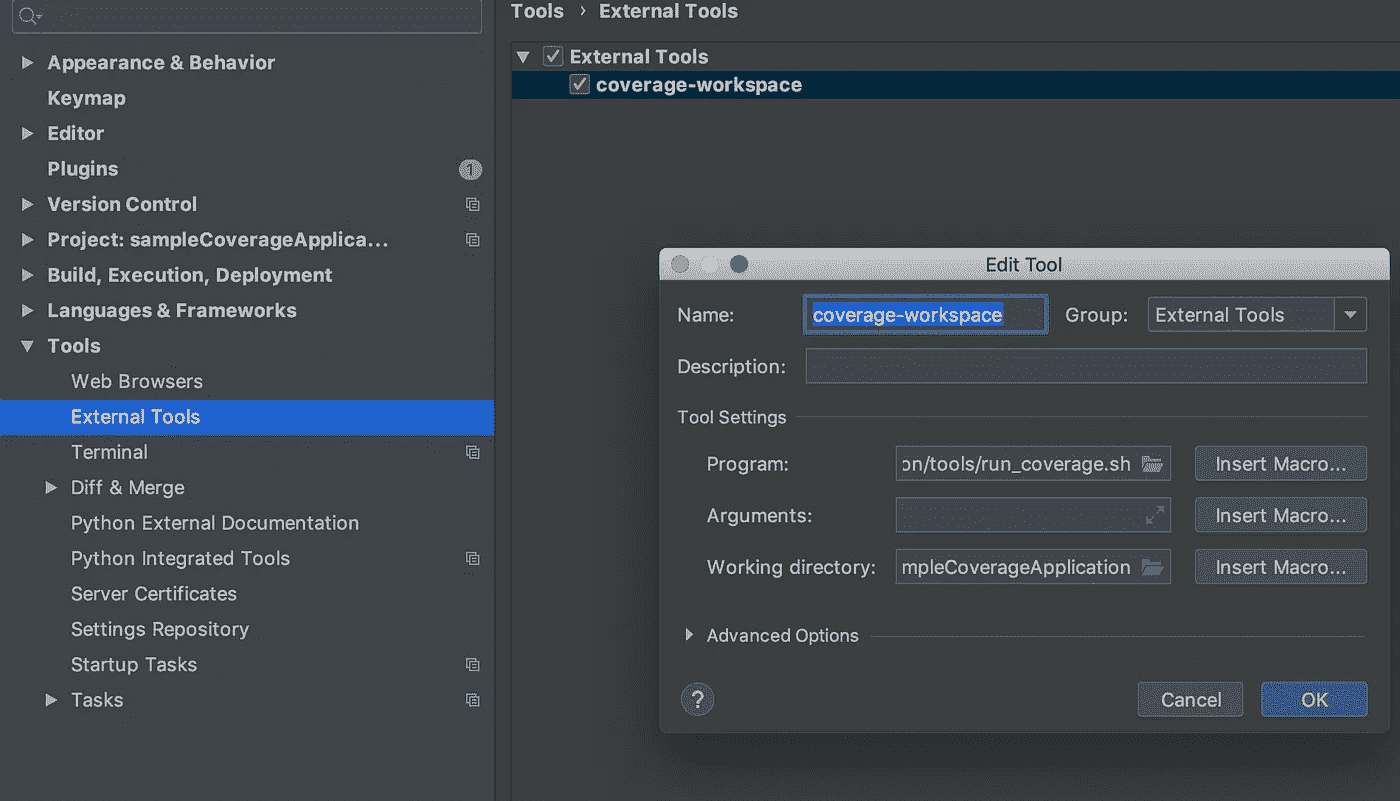 Tools › External Tools
Appearance & Behavior
Keymap
Editor
Plugins 1
Version Control
Project: sampleCoverageApplica...
Build, Execution, Deployment
Languages & Frameworks
Tools
Web Browsers
External Tools
Terminal
Diff & Merge
Python External Documentation
Python Integrated Tools
Server Certificates
Settings Repository
Startup Tasks
Tasks
External Tools
coverage-workspace
Edit Tool
Name: coverage-workspace Group: External Tools
Description:
Tool Settings
Program: on/tools/run_coverage.sh Insert Macro...
Arguments: Insert Macro...
Working directory: mpleCoverageApplication Insert Macro...
Advanced Options
? Cancel OK